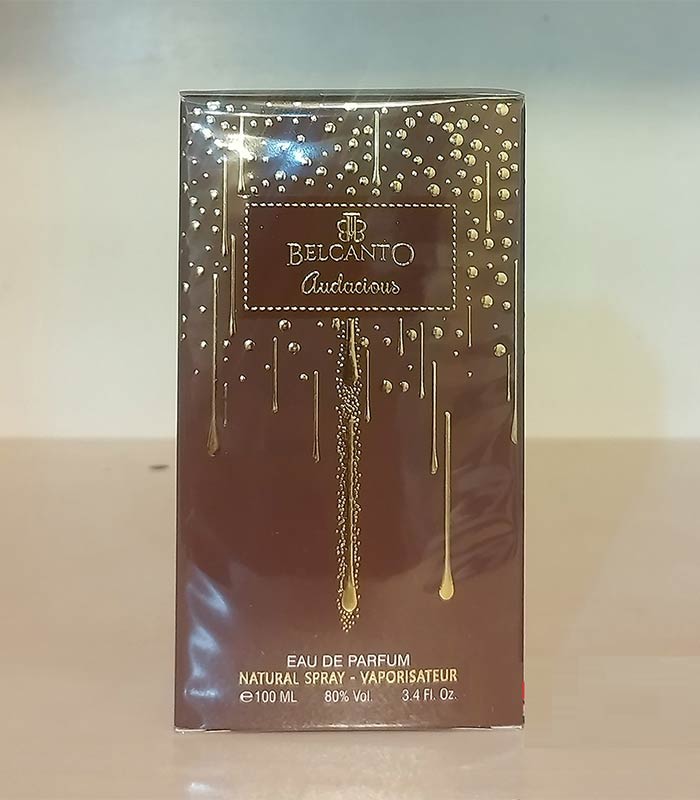 BELCANTO
Audacious
EAU DE PARFUM
NATURAL SPRAY - VAPORISATEUR
℮100 ML 80% Vol. 3.4 Fl. Oz.